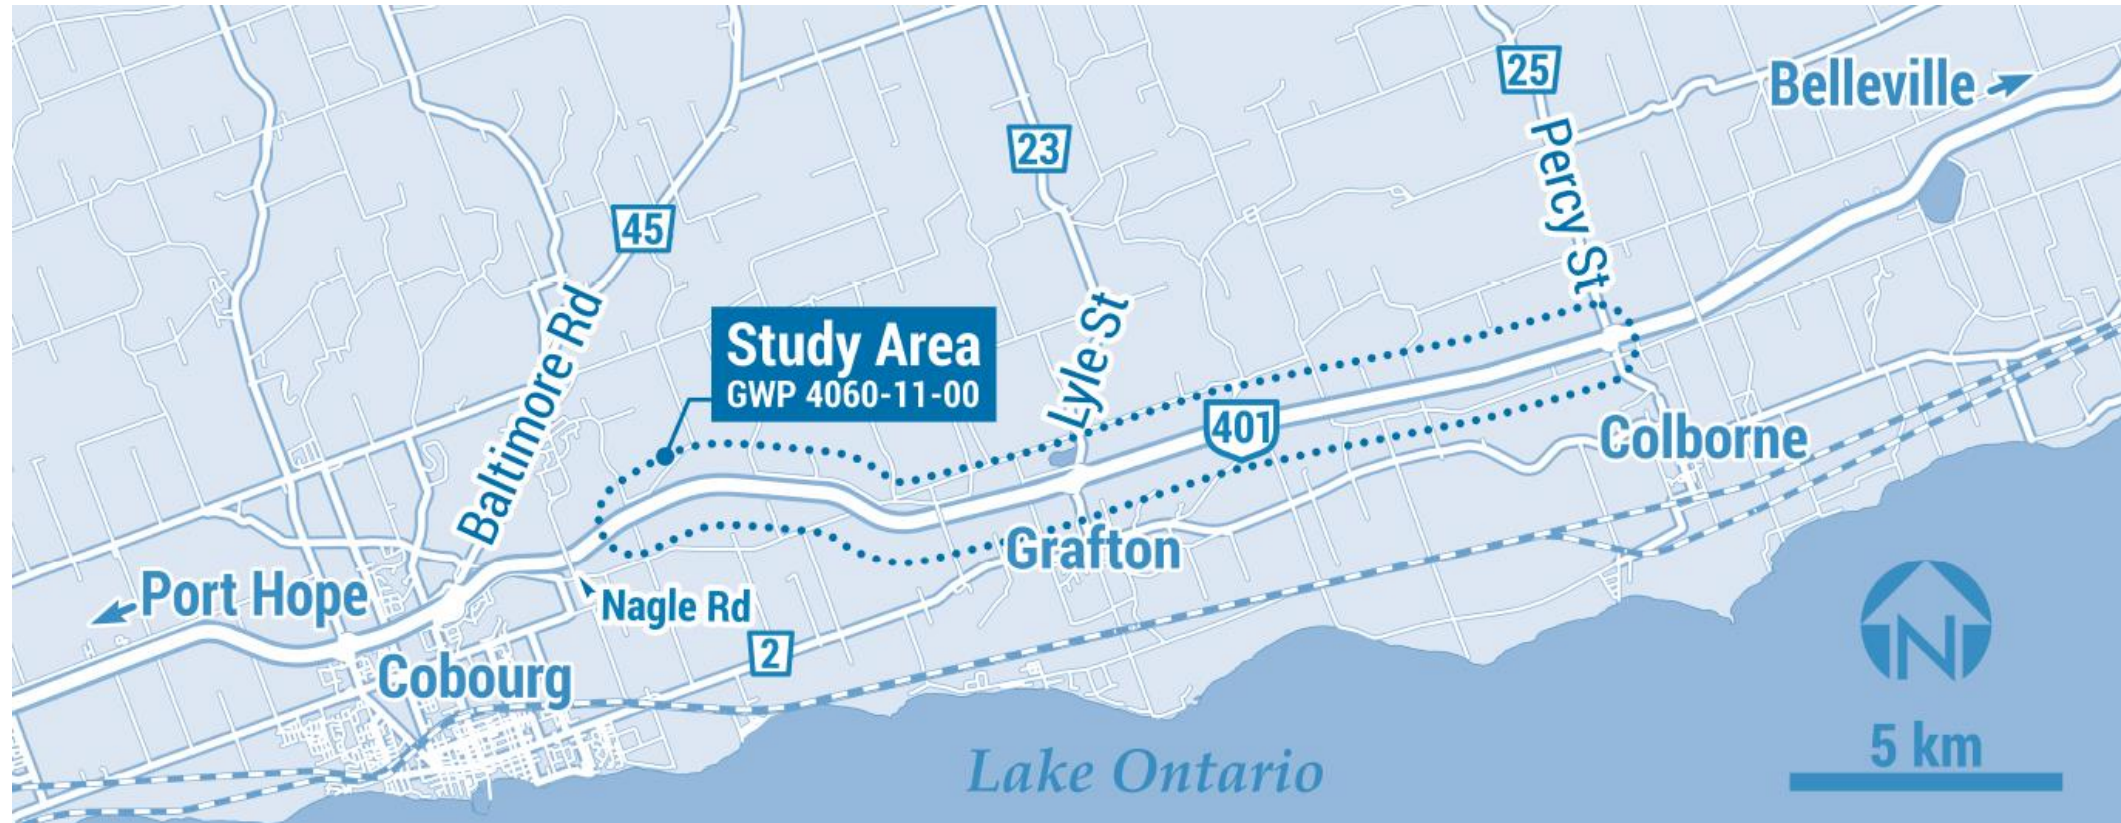 25
Belleville
23
Percy St
45
Study Area
GWP 4060-11-00
Lyle St
Baltimore Rd
401
Colborne
Grafton
Port Hope
Nagle Rd
2
Cobourg
N
5 km
Lake Ontario